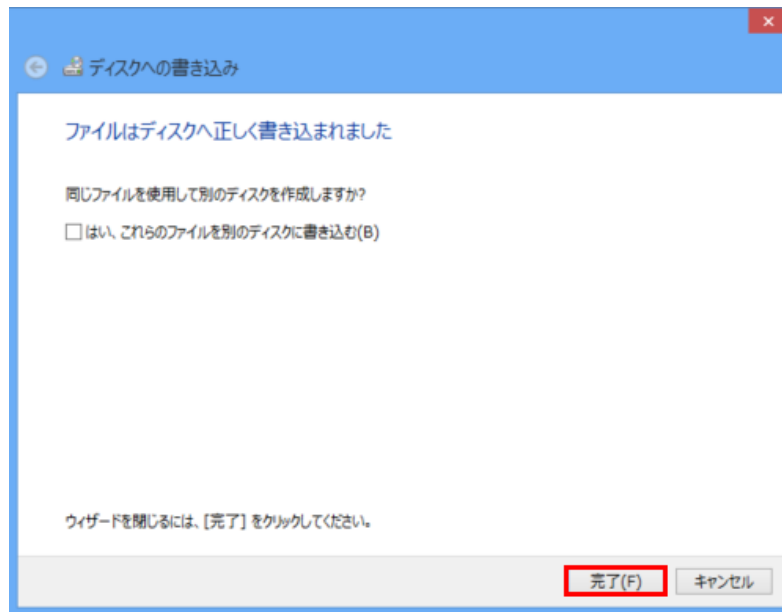 ディスクへの書き込み
ファイルはディスクへ正しく書き込まれました
同じファイルを使用して別のディスクを作成しますか?
はい、これらのファイルを別のディスクに書き込む(B)
ウィザードを閉じるには、[完了] をクリックしてください。
完了(F)
キャンセル